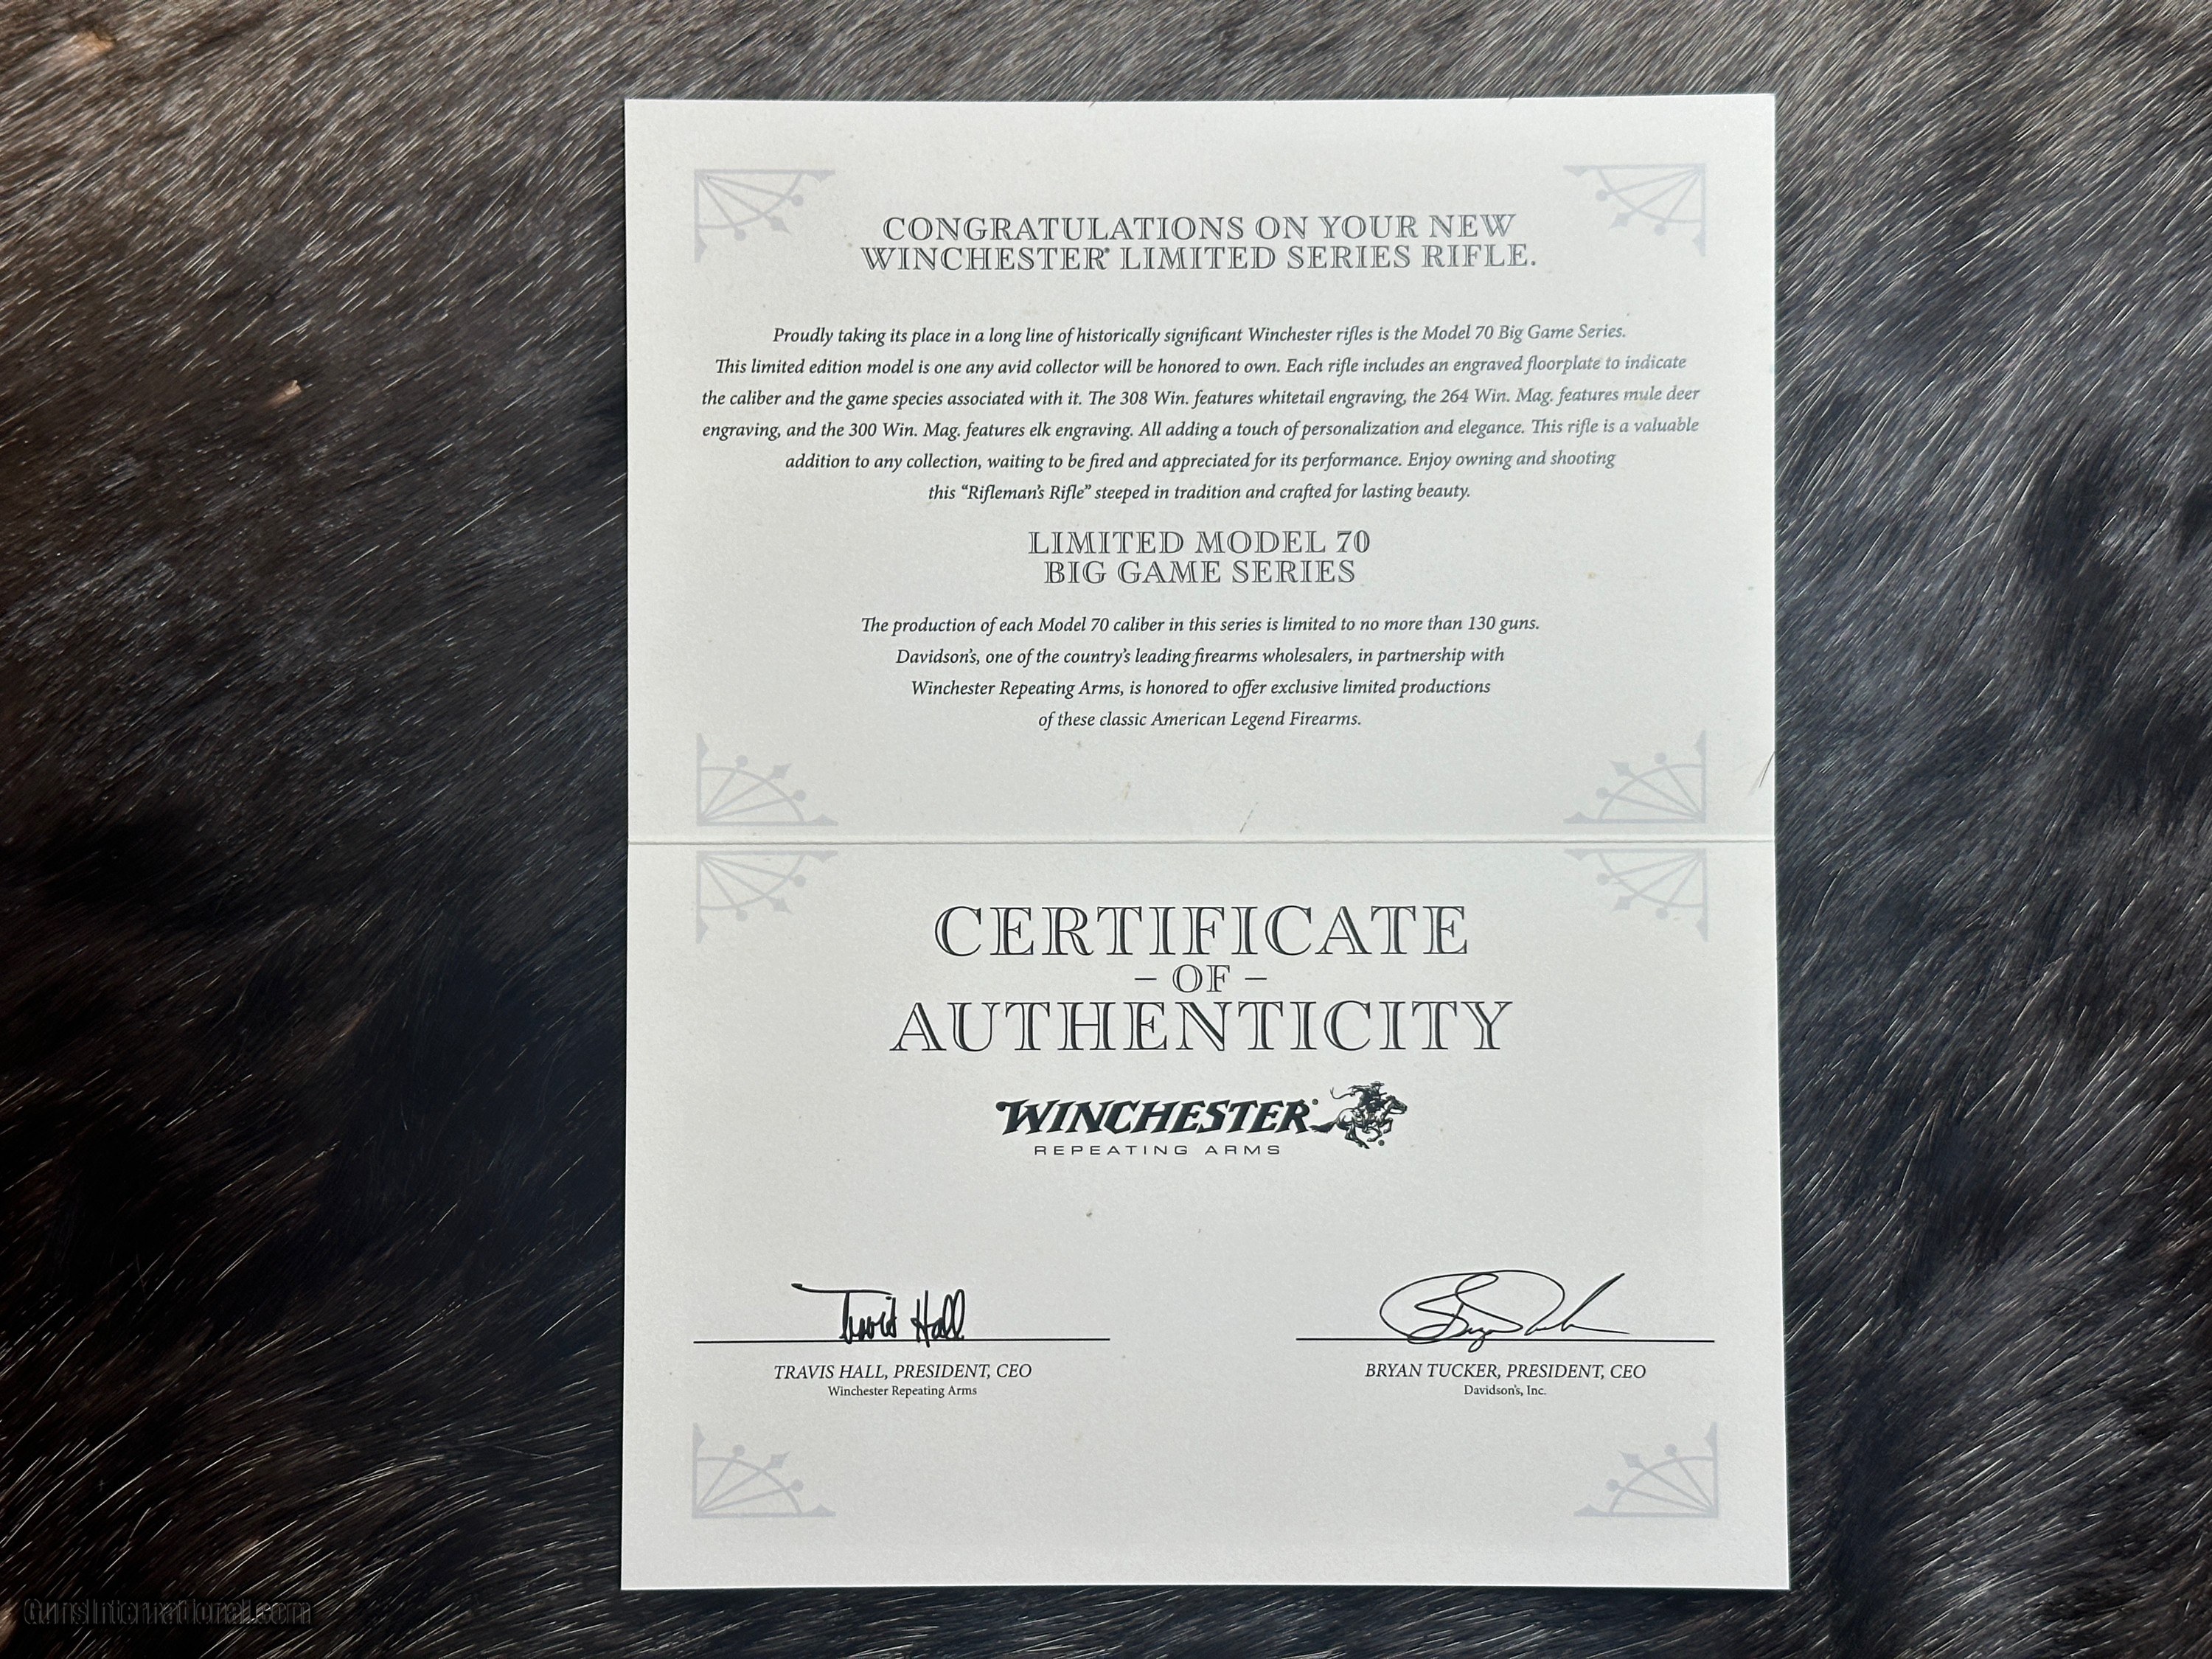 CONGRATULATIONS ON YOUR NEW
WINCHESTER® LIMITED SERIES RIFLE.
Proudly taking its place in a long line of historically significant Winchester rifles is the Model 70 Big Game Series.
This limited edition model is one any avid collector will be honored to own. Each rifle includes an engraved floorplate to indicate
the caliber and the game species associated with it. The 308 Win. features whitetail engraving, the 264 Win. Mag. features mule deer
engraving, and the 300 Win. Mag. features elk engraving. All adding a touch of personalization and elegance. This rifle is a valuable
addition to any collection, waiting to be fired and appreciated for its performance. Enjoy owning and shooting
this “Rifleman’s Rifle” steeped in tradition and crafted for lasting beauty.
LIMITED MODEL 70
BIG GAME SERIES
The production of each Model 70 caliber in this series is limited to no more than 130 guns.
Davidson’s, one of the country’s leading firearms wholesalers, in partnership with
Winchester Repeating Arms, is honored to offer exclusive limited productions
of these classic American Legend Firearms.
CERTIFICATE
– OF –
AUTHENTICITY
WINCHESTER®
REPEATING ARMS
Travis Hall
TRAVIS HALL, PRESIDENT, CEO
Winchester Repeating Arms
BRYAN TUCKER, PRESIDENT, CEO
Davidson’s, Inc.
GunsInternational.com